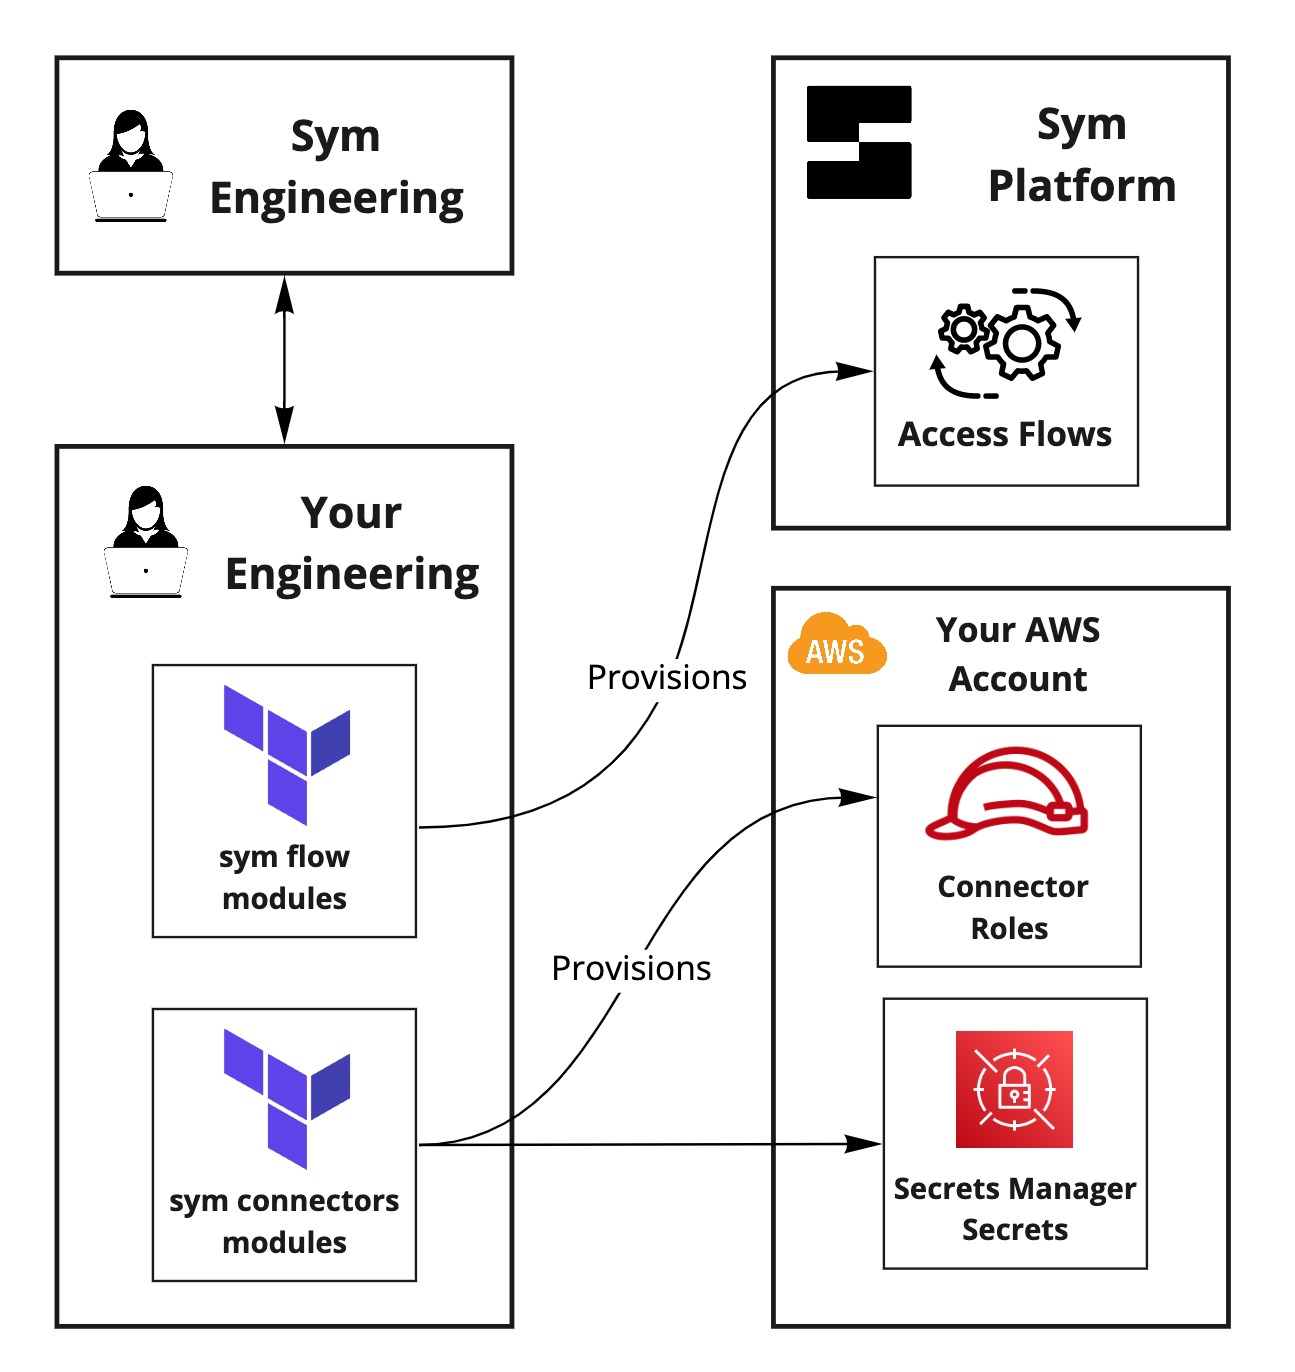 Sym
Engineering
Sym
Platform
Access Flows
Your
Engineering
Provisions
sym flow
modules
AWS
Your AWS
Account
Connector
Roles
Provisions
sym connectors
modules
Secrets Manager
Secrets